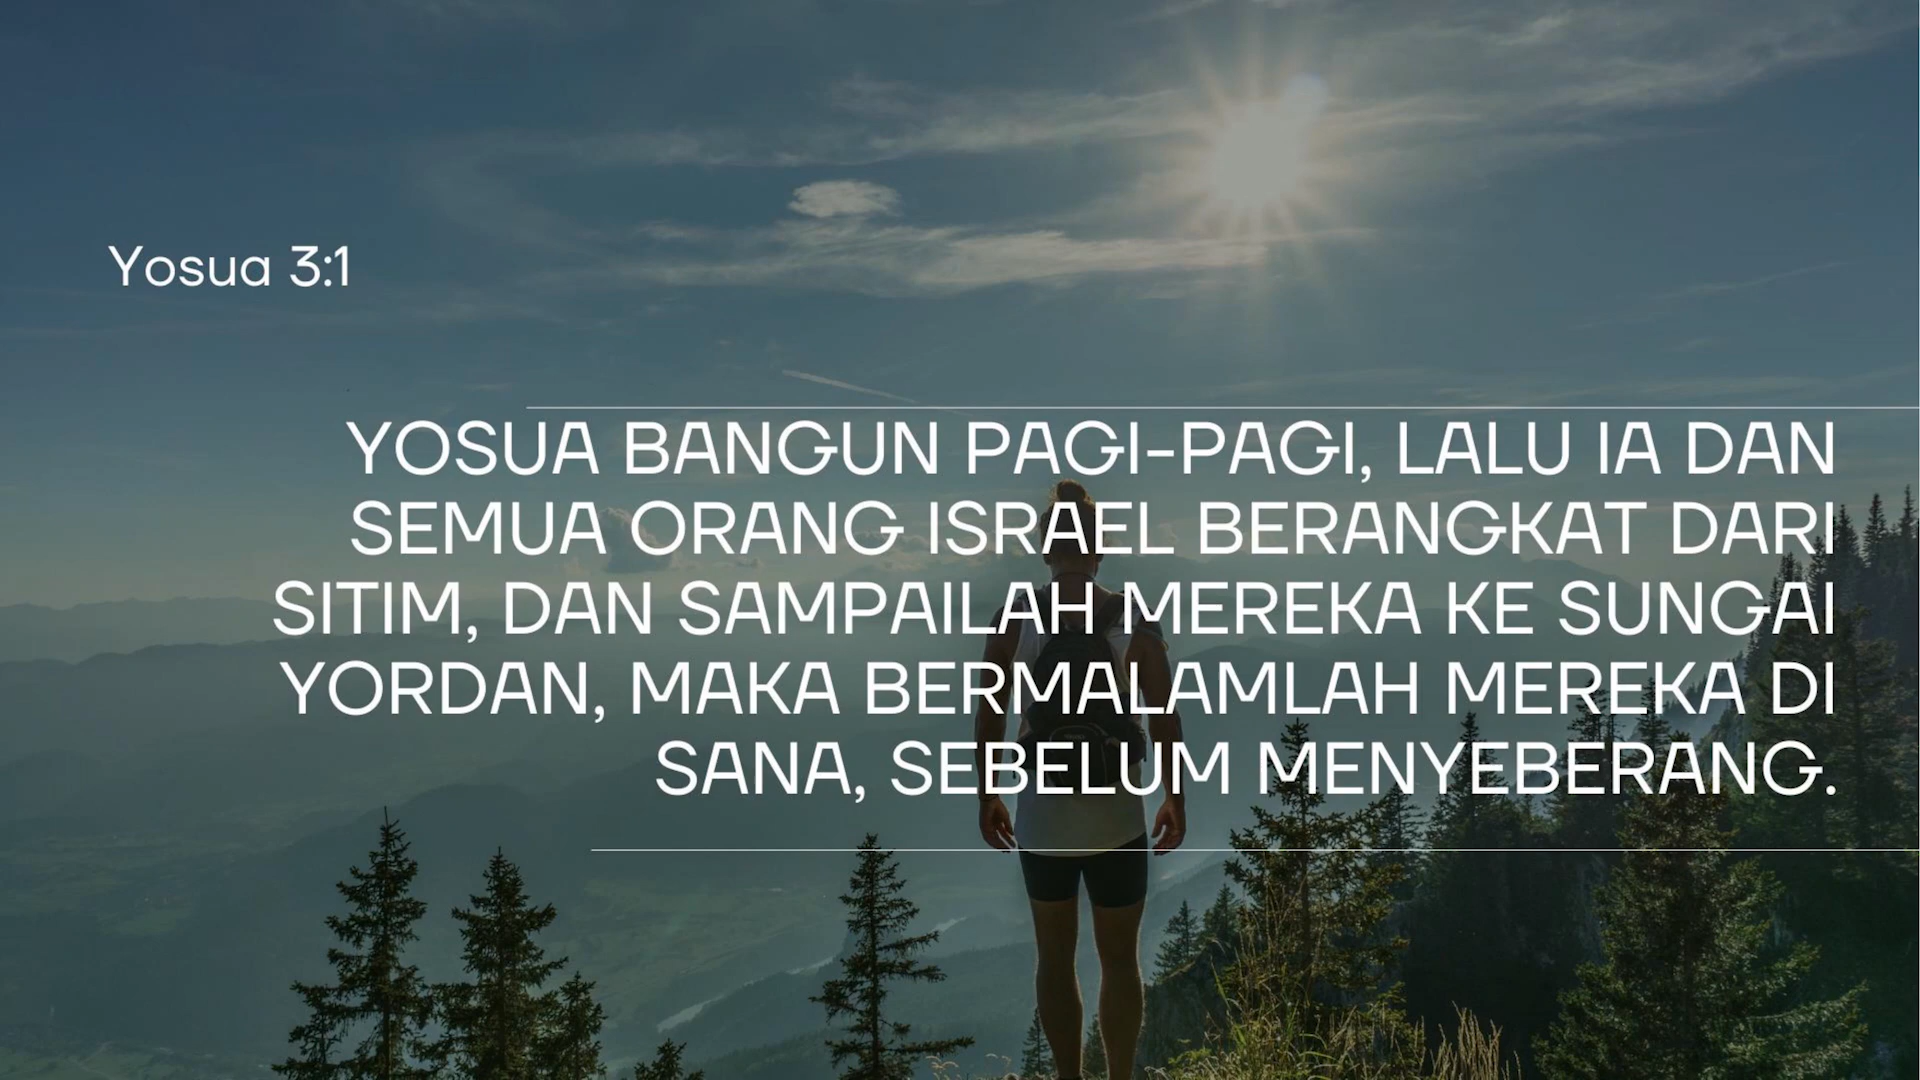 Yosua 3:1
YOSUA BANGUN PAGI-PAGI, LALU IA DAN
SEMUA ORANG ISRAEL BERANGKAT DARI
SITIM, DAN SAMPAILAH MEREKA KE SUNGAI
YORDAN, MAKA BERMALAMLAH MEREKA DI
SANA, SEBELUM MENYEBERANG.